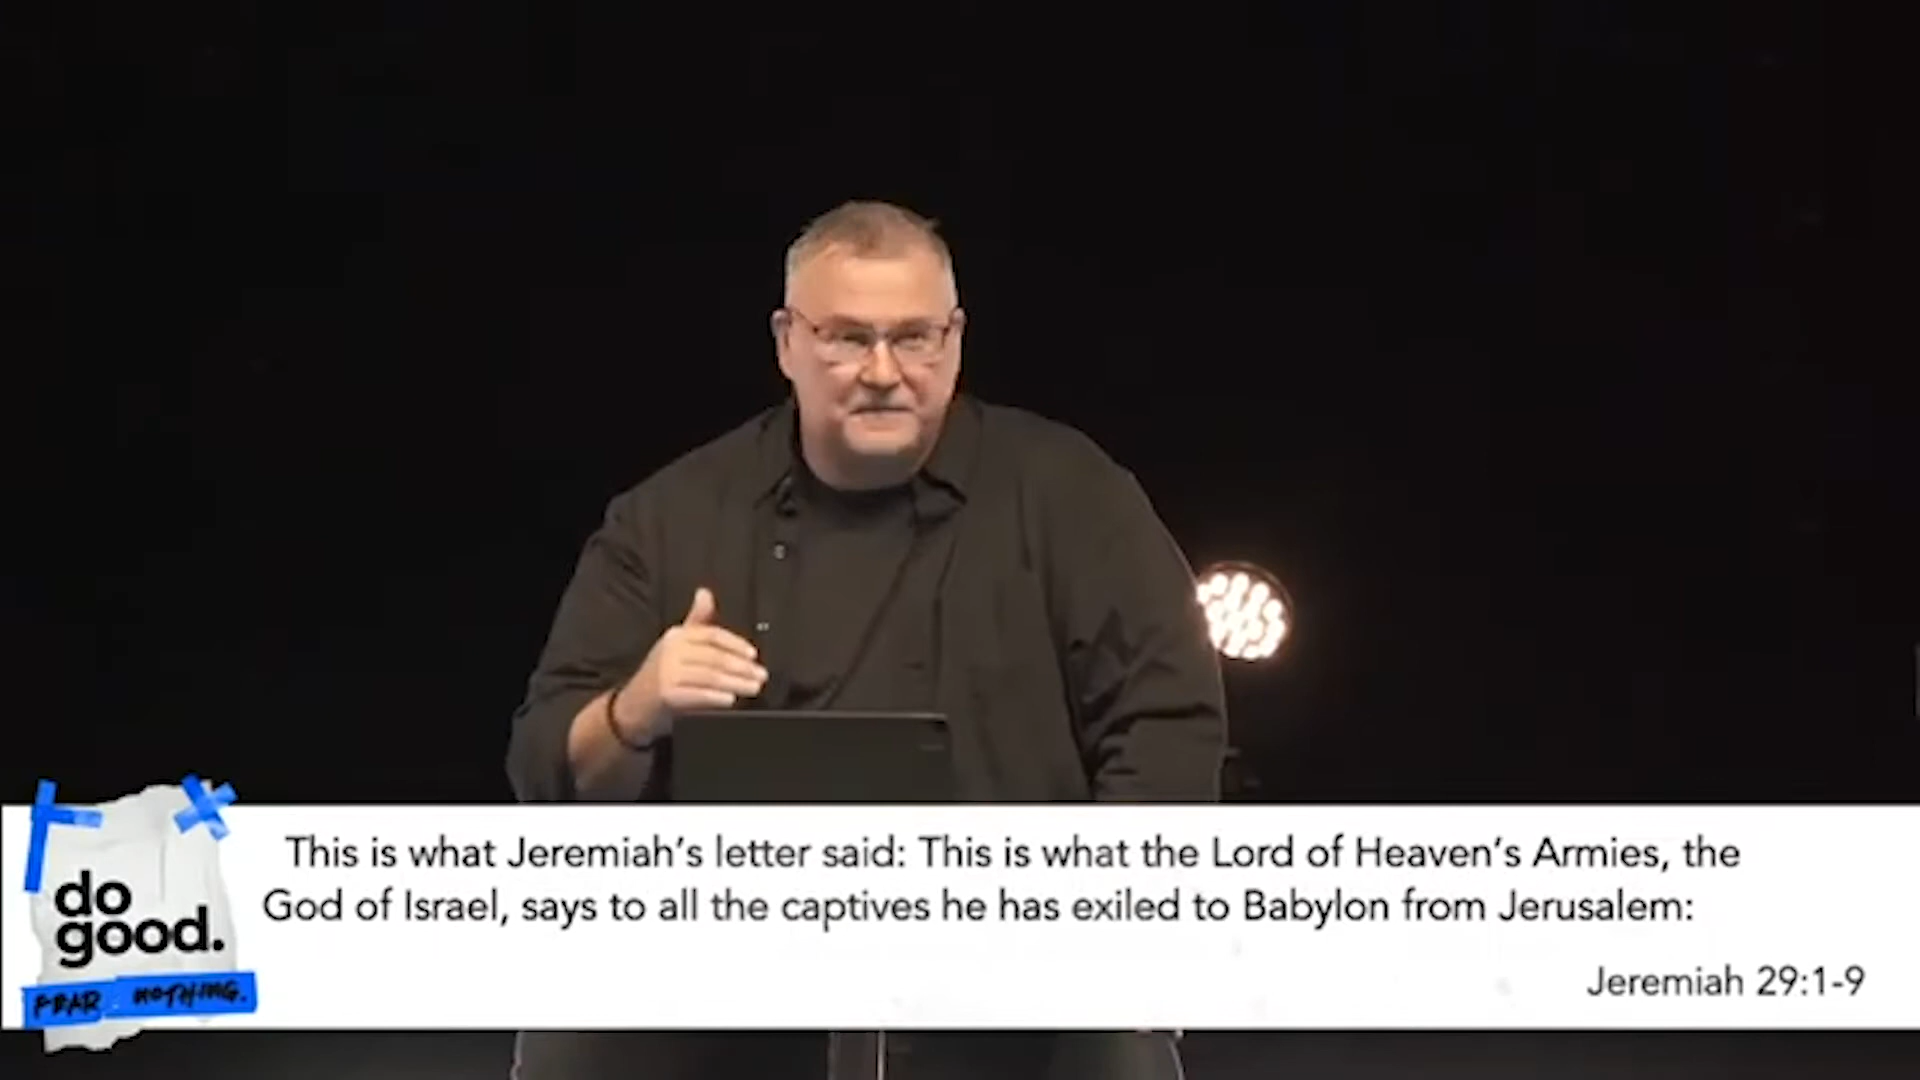 This is what Jeremiah's letter said: This is what the Lord of Heaven's Armies, the
God of Israel, says to all the captives he has exiled to Babylon from Jerusalem:
Jeremiah 29:1-9
do
good.
FEAR NOTHING.